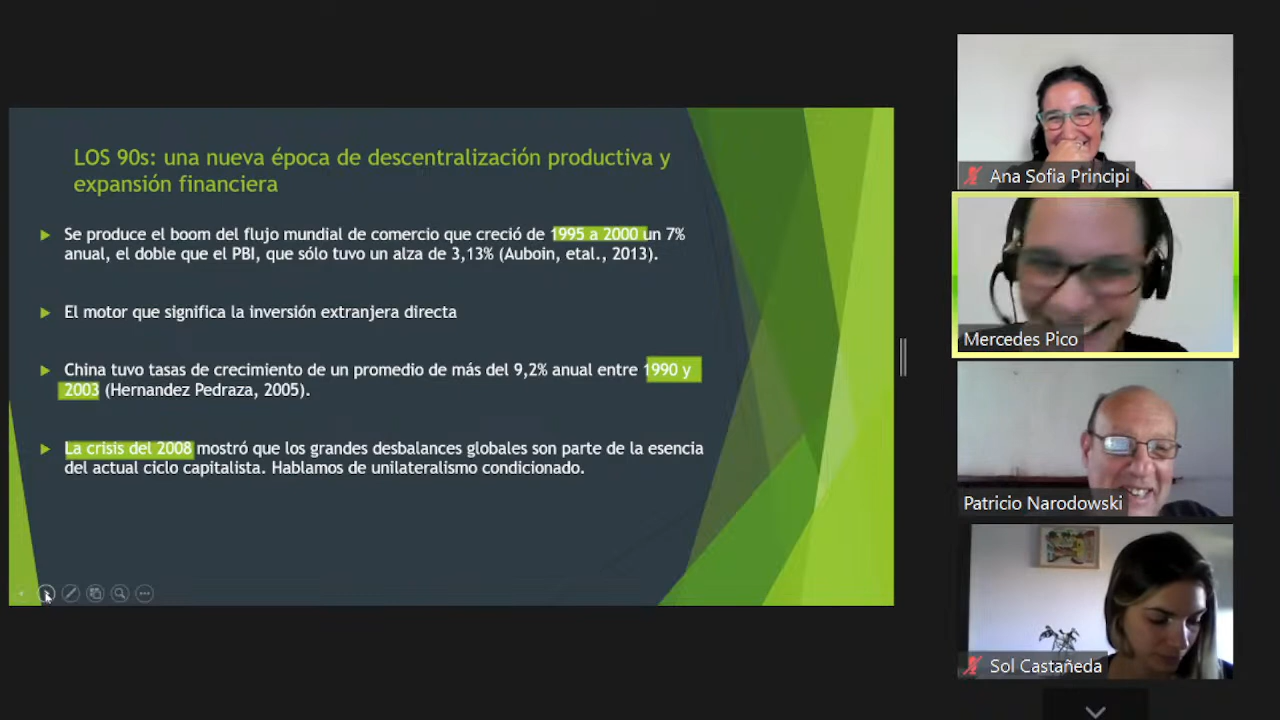 LOS 90s: una nueva época de descentralización productiva y
expansión financiera
Se produce el boom del flujo mundial de comercio que creció de 1995 a 2000 un 7%
anual, el doble que el PBI, que sólo tuvo un alza de 3,13% (Auboin, etal., 2013).
El motor que significa la inversión extranjera directa
China tuvo tasas de crecimiento de un promedio de más del 9,2% anual entre 1990 y
2003 (Hernandez Pedraza, 2005).
La crisis del 2008 mostró que los grandes desbalances globales son parte de la esencia
del actual ciclo capitalista. Hablamos de unilateralismo condicionado.
Ana Sofia Principi
Mercedes Pico
Patricio Narodowski
Sol Castañeda